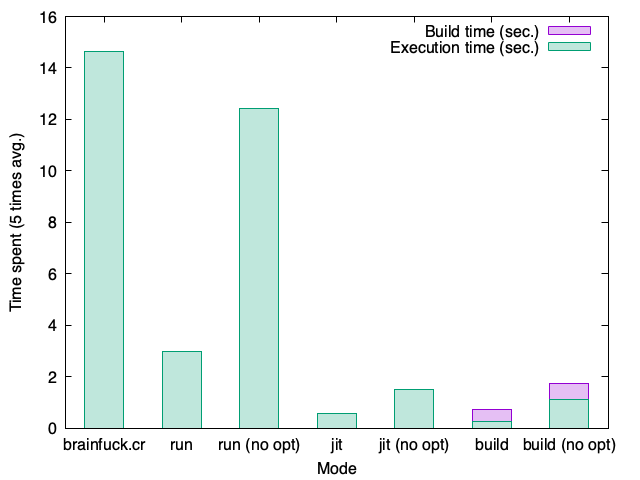 16
14
12
10
8
6
4
2
0
Time spent (5 times avg.)
Build time (sec.)
Execution time (sec.)
brainfuck.cr run run (no opt) jit jit (no opt) build build (no opt)
Mode